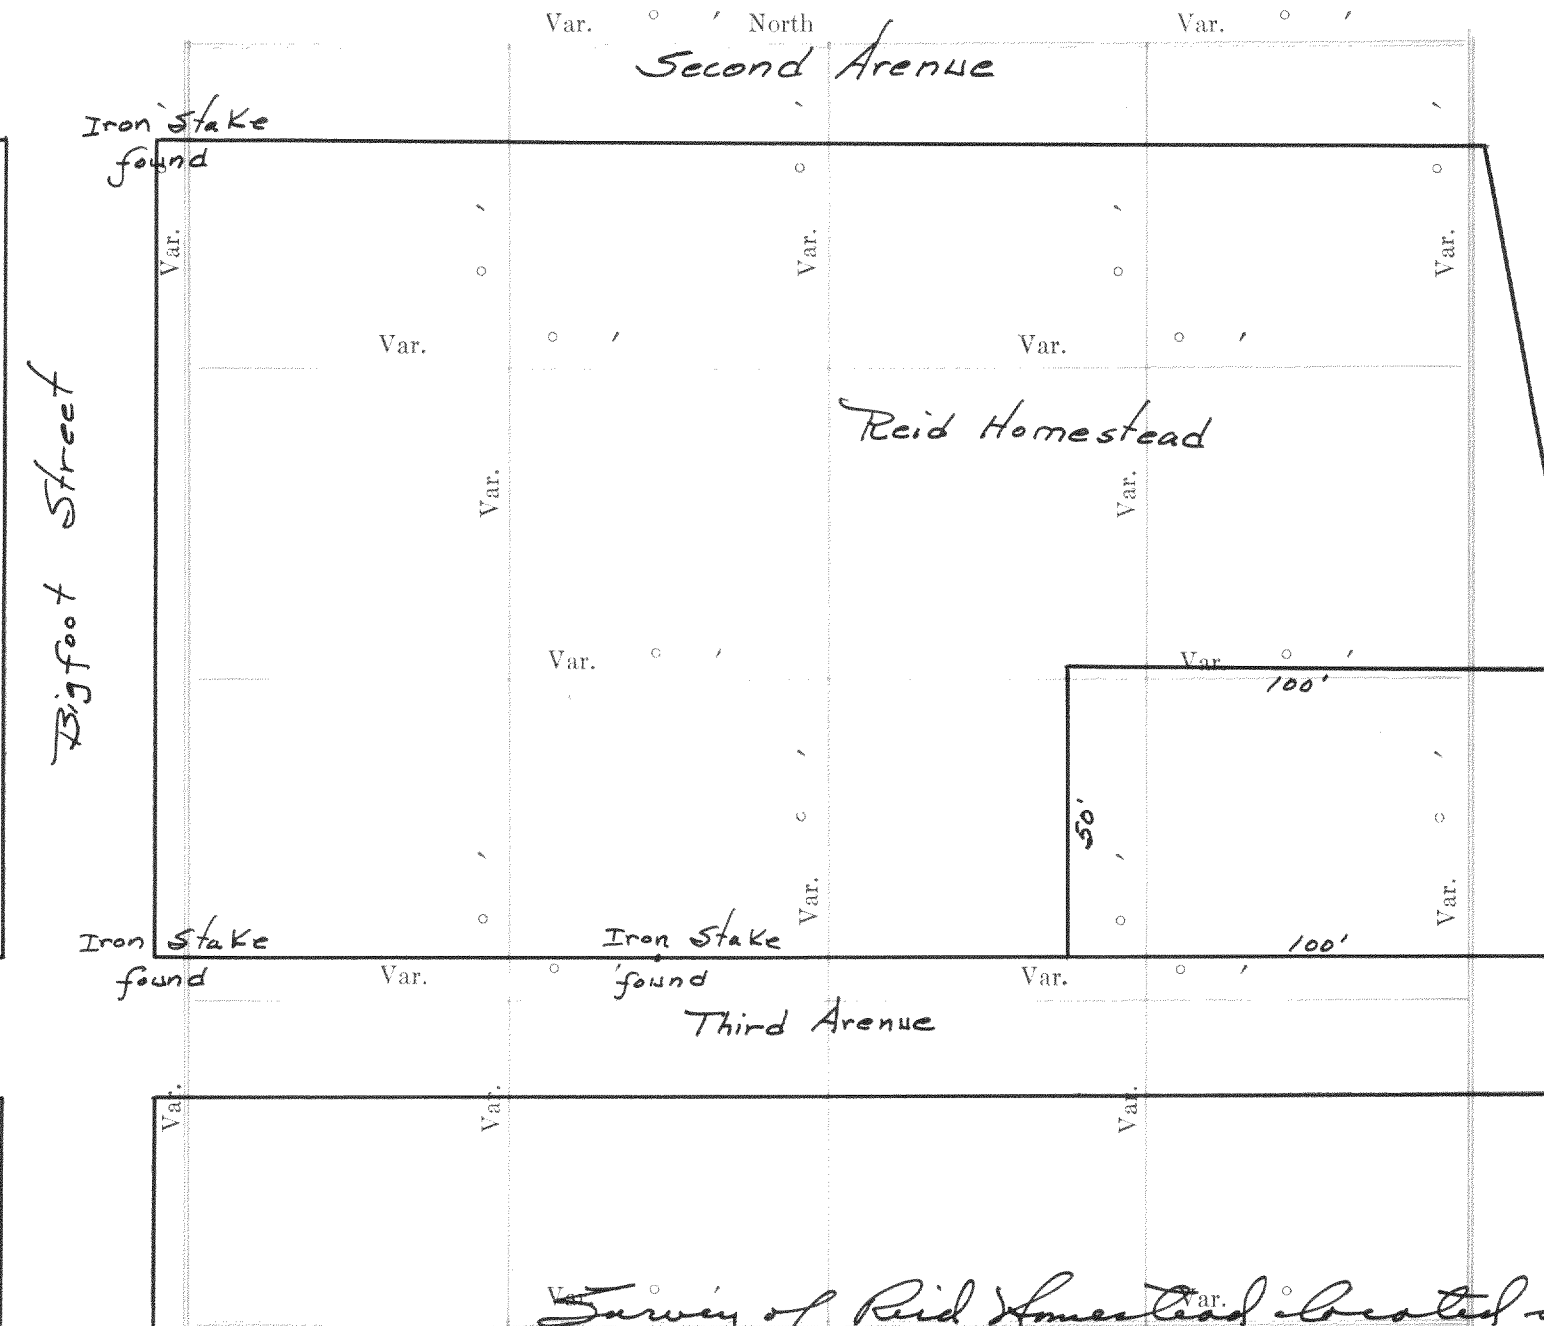 Var. ° ′ North Var. ° ′
Second Avenue
Iron Stake
found
Var. ° ′
Var. ° ′
Var. ° ′
Var. ° ′
Var. ° ′
Var. ° ′ Var. ° ′
Reid Homestead
Bigfoot Street
Var. ° ′ Var. ° ′
100'
50'
Var. ° ′
Var. ° ′
100'
Iron Stake
found
Iron Stake
found
Var. ° ′ Var. ° ′
Third Avenue
Var.
Var.
Var.
Var. ° ′ Var. °
Survey of Reid Homestead located